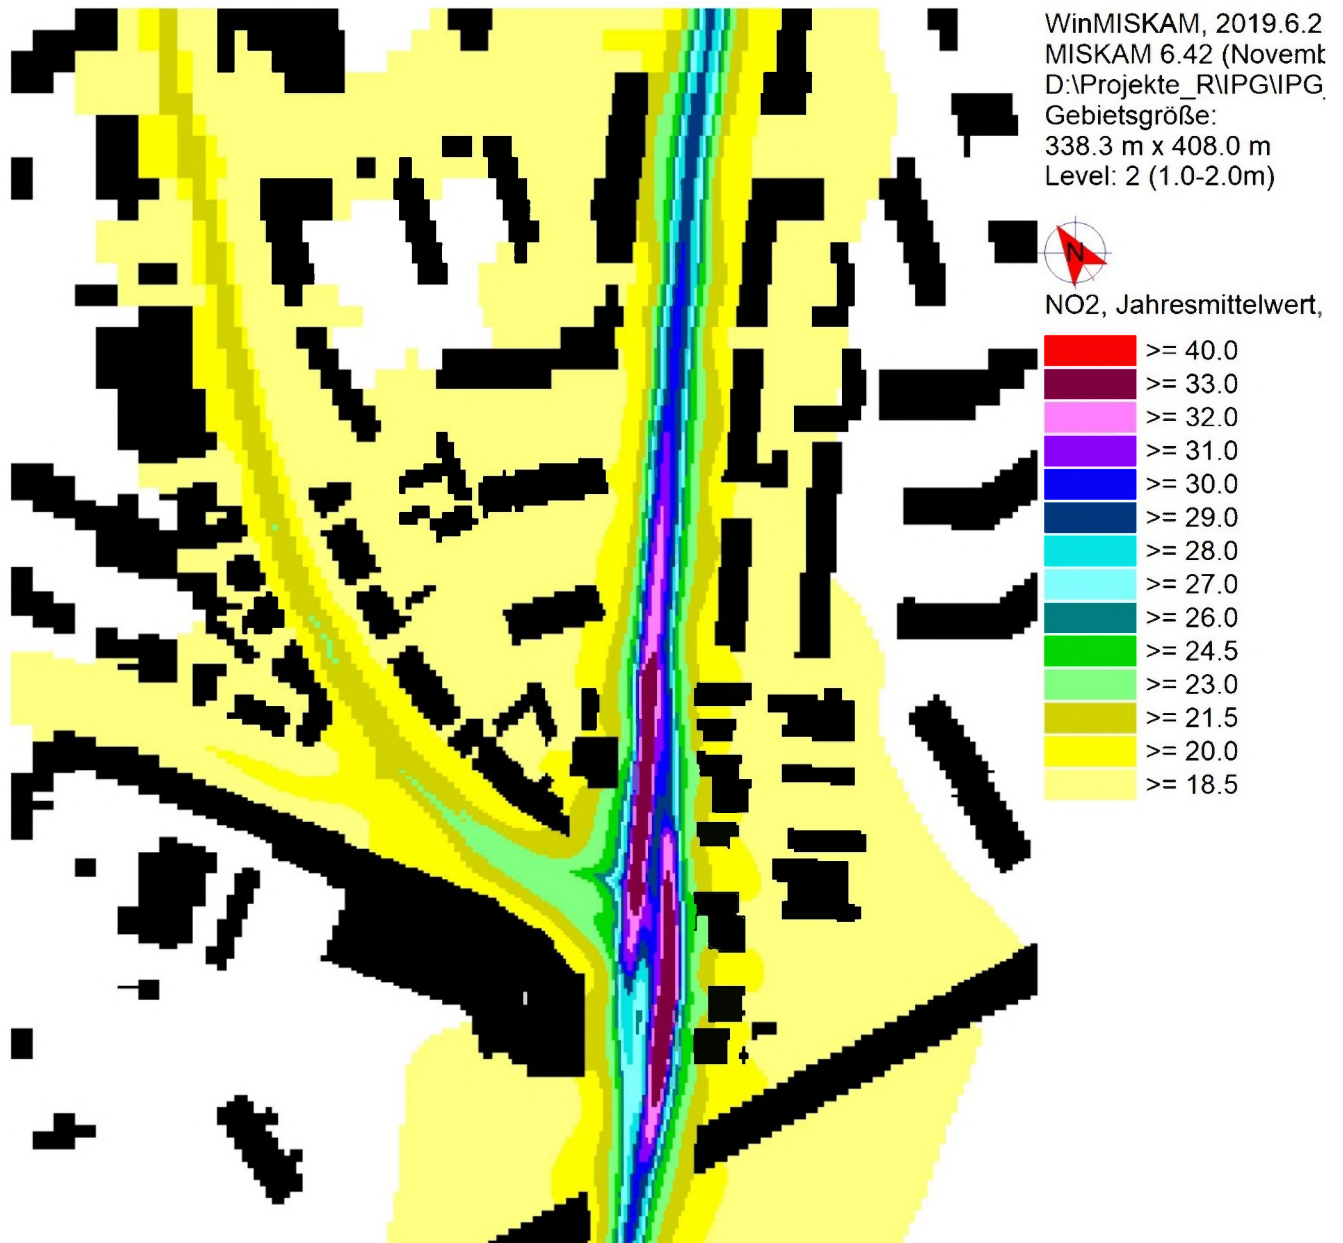 WinMISKAM, 2019.6.2
MISKAM 6.42 (Novemb
D:\Projekte_R\IPG\IPG_
Gebietsgröße:
338.3 m x 408.0 m
Level: 2 (1.0-2.0m)
N
NO2, Jahresmittelwert,
>= 40.0
>= 33.0
>= 32.0
>= 31.0
>= 30.0
>= 29.0
>= 28.0
>= 27.0
>= 26.0
>= 24.5
>= 23.0
>= 21.5
>= 20.0
>= 18.5